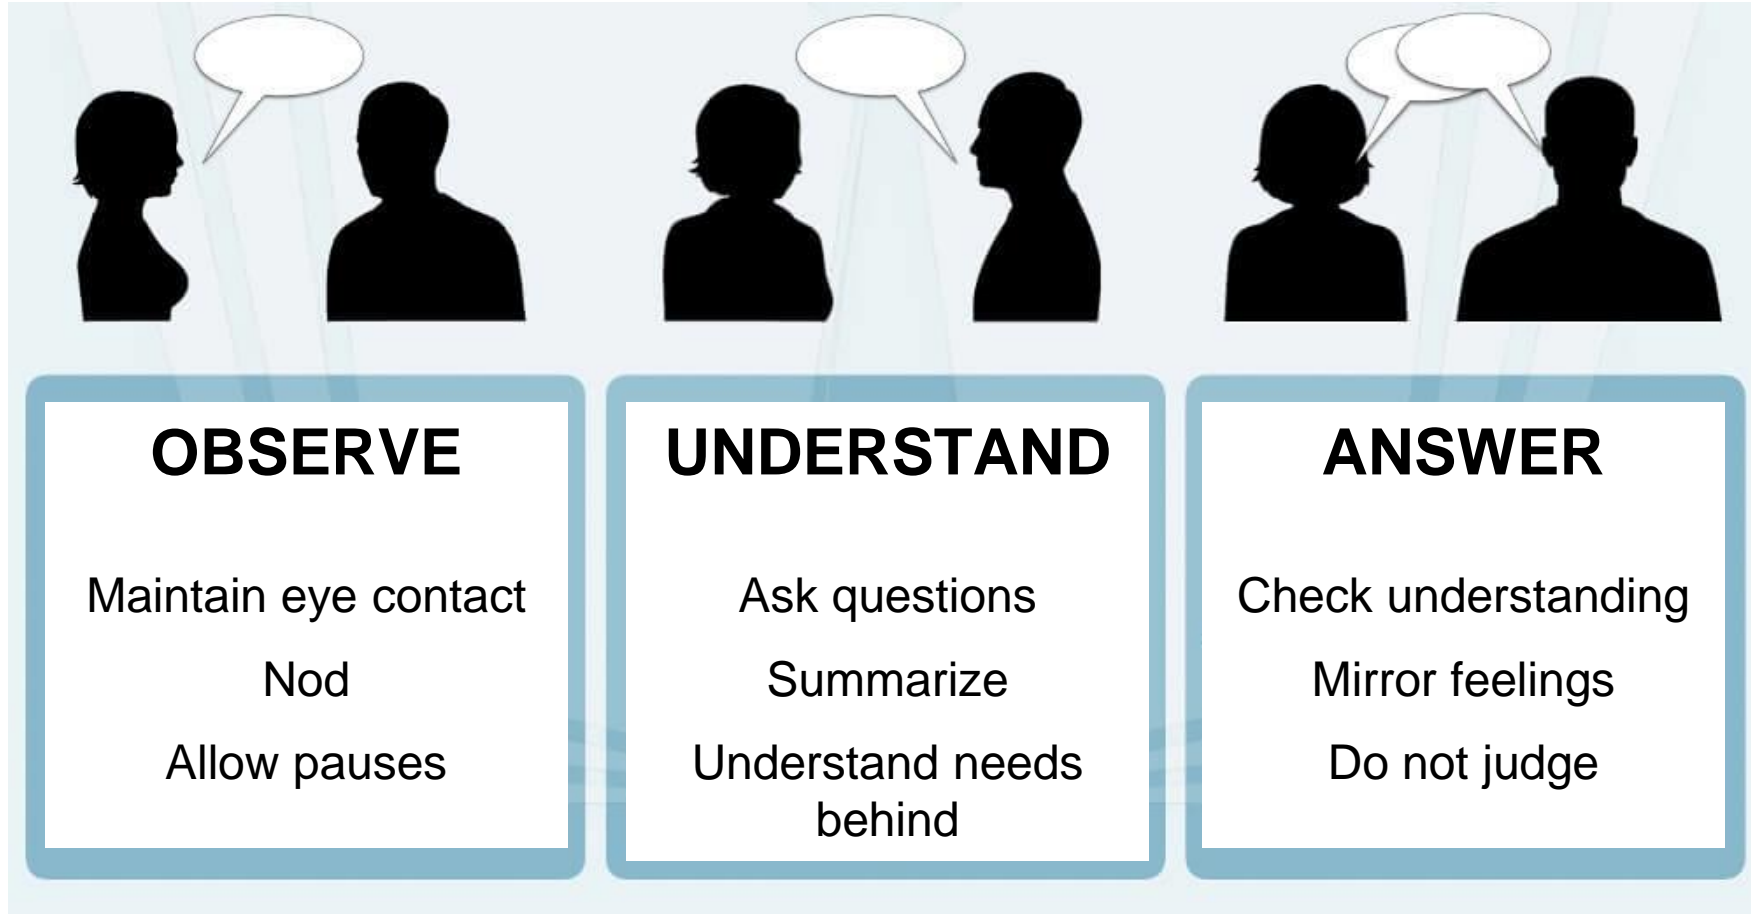 OBSERVE
Maintain eye contact
Nod
Allow pauses
UNDERSTAND
Ask questions
Summarize
Understand needs
behind
ANSWER
Check understanding
Mirror feelings
Do not judge